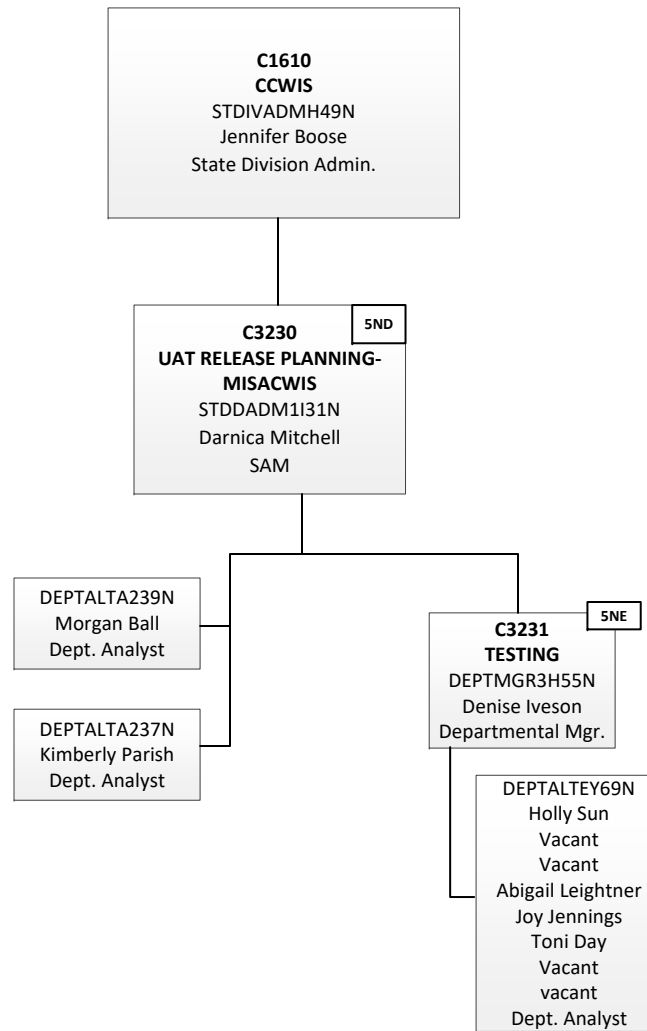 C1610
CCWIS
STDIVADMH49N
Jennifer Boose
State Division Admin.
5ND
C3230
UAT RELEASE PLANNING-
MISACWIS
STDDADM1I31N
Darnica Mitchell
SAM
DEPTALTA239N
Morgan Ball
Dept. Analyst
DEPTALTA237N
Kimberly Parish
Dept. Analyst
5NE
C3231
TESTING
DEPTMGR3H55N
Denise Iveson
Departmental Mgr.
DEPTALTEY69N
Holly Sun
Vacant
Vacant
Abigail Leightner
Joy Jennings
Toni Day
Vacant
vacant
Dept. Analyst